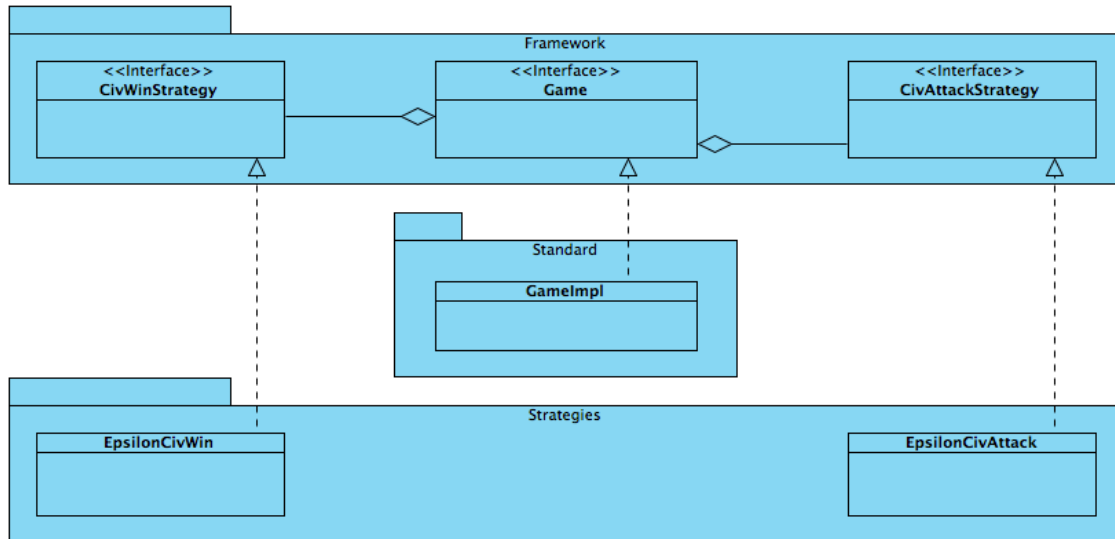 Framework
<<Interface>>
CivWinStrategy
<<Interface>>
Game
<<Interface>>
CivAttackStrategy
Standard
GameImpl
Strategies
EpsilonCivWin
EpsilonCivAttack